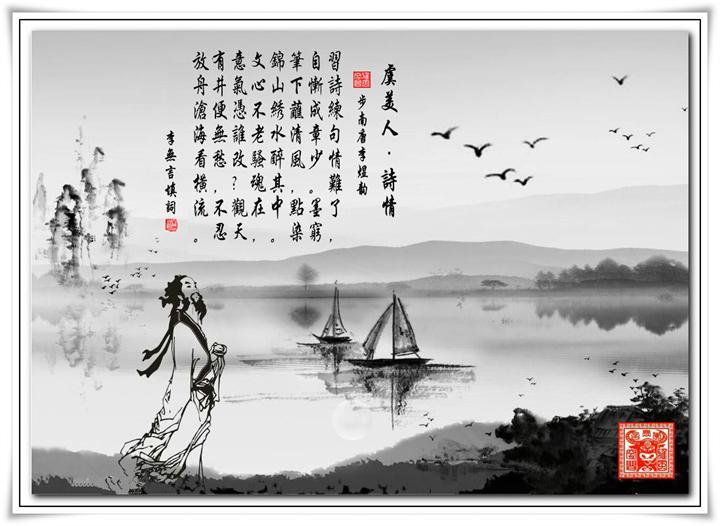 虞美人·詩情
步南唐李煜韵
習詩練句情難了，
自慚成章少。墨窮
筆下蘸清風，點染
錦山綉水醉其中。
文心不老騷魂在，
意氣憑誰改？觀天
有井便無愁，不忍
放舟滄海看橫流。
李無言填詞